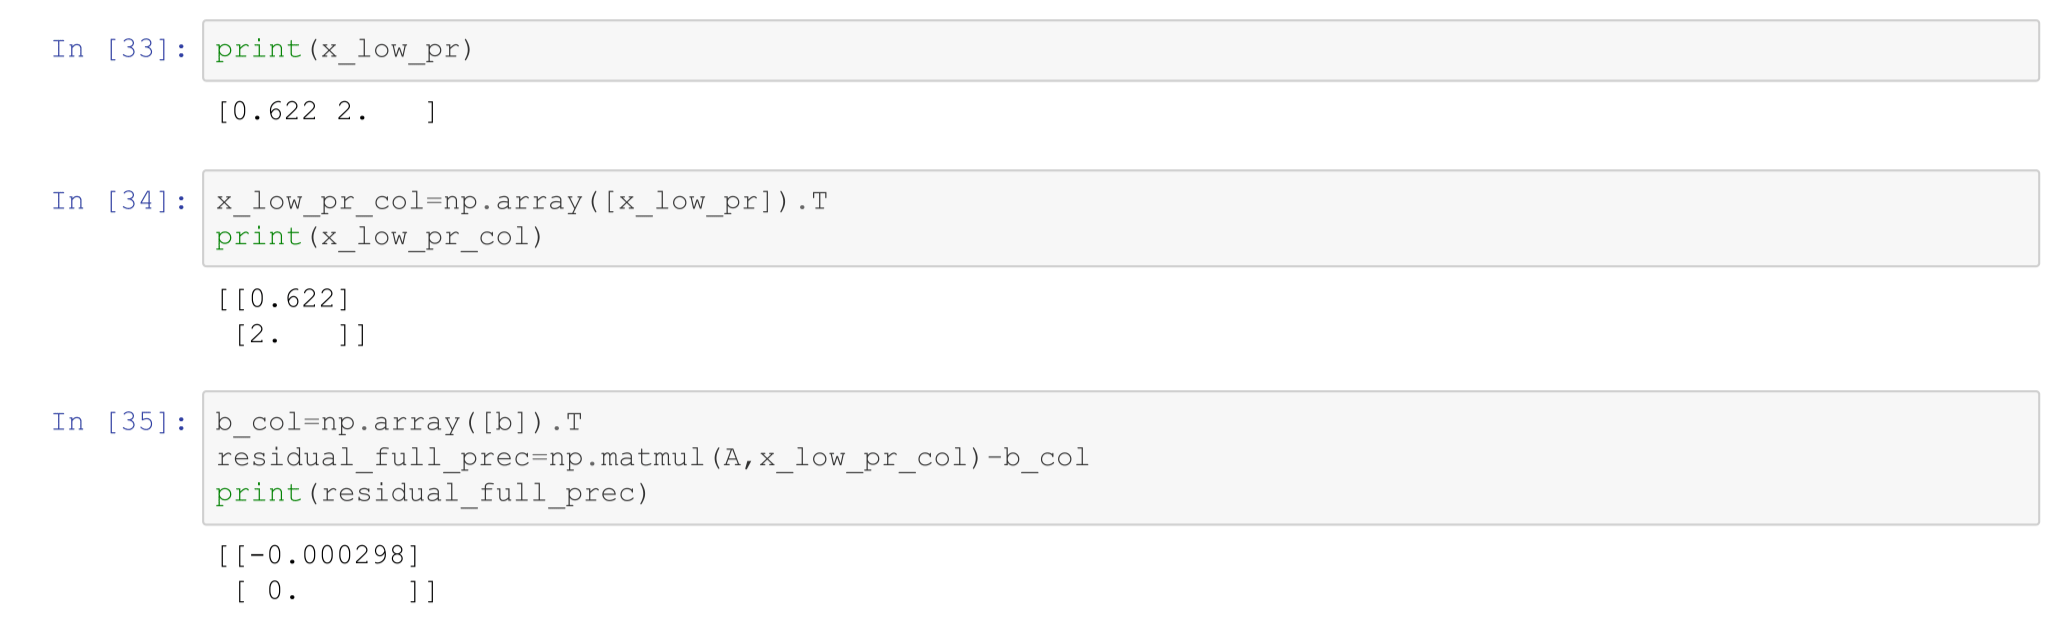 In [33]: print(x_low_pr)
[0.622 2.   ]
In [34]: x_low_pr_col=np.array([x_low_pr]).T
print(x_low_pr_col)
[[0.622]
 [2.   ]]
In [35]: b_col=np.array([b]).T
residual_full_prec=np.matmul(A,x_low_pr_col)-b_col
print(residual_full_prec)
[[-0.000298]
 [ 0.      ]]